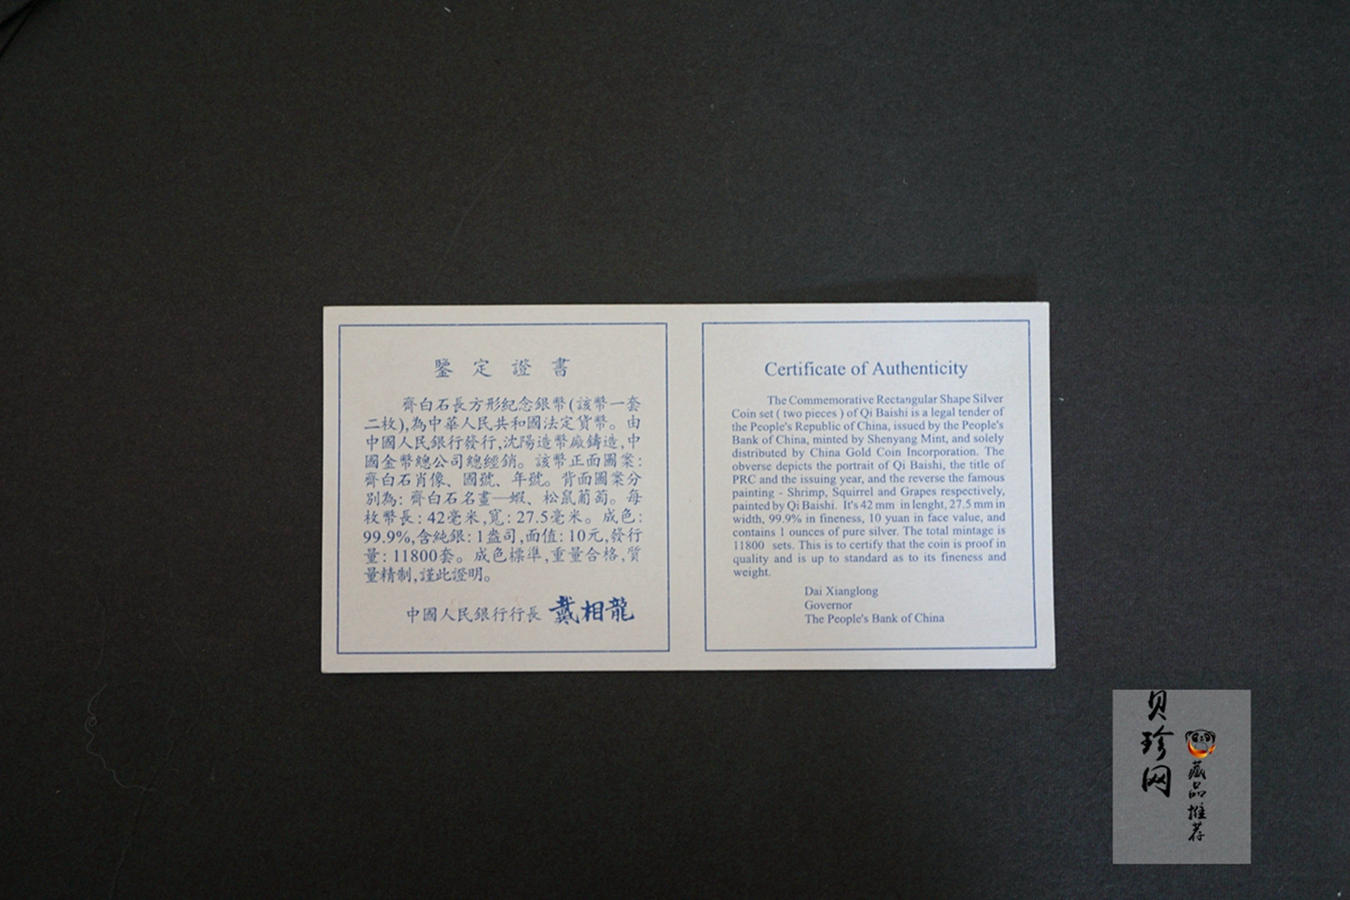 鑒定證書
齊白石長方形紀念銀幣(該幣一套
二枚),為中華人民共和國法定貨幣。由
中國人民銀行發行,沈陽造幣廠鑄造,中
國金幣總公司總經銷。該幣正面圖案:
齊白石肖像、國號、年號。背面圖案分
別為:齊白石名畫—蝦、松鼠葡萄。每
枚幣長:42毫米,寬:27.5毫米。成色:
99.9%,含純銀:1盎司,面值:10元,發行
量:11800套。成色標準,重量合格,質
量精制,謹此證明。
中國人民銀行行長 戴相龍
Certificate of Authenticity
The Commemorative Rectangular Shape Silver
Coin set ( two pieces ) of Qi Baishi is a legal tender of
the People's Republic of China, issued by the People's
Bank of China, minted by Shenyang Mint, and solely
distributed by China Gold Coin Incorporation. The
obverse depicts the portrait of Qi Baishi, the title of
PRC and the issuing year, and the reverse the famous
painting - Shrimp, Squirrel and Grapes respectively,
painted by Qi Baishi. It's 42 mm in lenght, 27.5 mm in
width, 99.9% in fineness, 10 yuan in face value, and
contains 1 ounces of pure silver. The total mintage is
11800 sets. This is to certify that the coin is proof in
quality and is up to standard as to its fineness and
weight.
Dai Xianglong
Governor
The People's Bank of China
贝珍网
藏品推荐